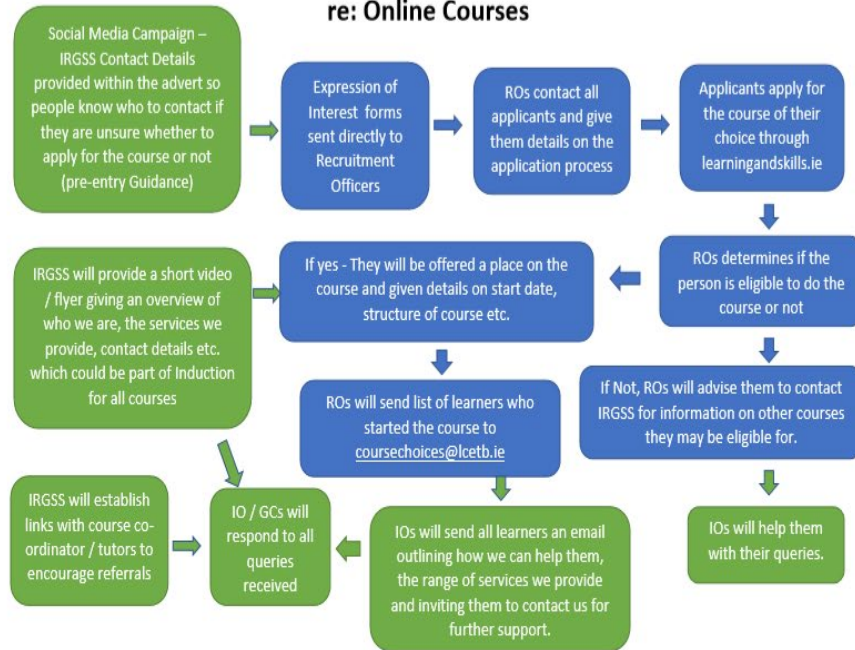 re: Online Courses
Social Media Campaign –
IRGSS Contact Details
provided within the advert so
people know who to contact if
they are unsure whether to
apply for the course or not
(pre-entry Guidance)
Expression of
Interest forms
sent directly to
Recruitment
Officers
ROs contact all
applicants and give
them details on the
application process
Applicants apply for
the course of their
choice through
learningandskills.ie
IRGSS will provide a short video
/ flyer giving an overview of
who we are, the services we
provide, contact details etc.
which could be part of Induction
for all courses
If yes - They will be offered a place on the
course and given details on start date,
structure of course etc.
ROs determines if the
person is eligible to do the
course or not
ROs will send list of learners who
started the course to
coursechoices@lcetb.ie
If Not, ROs will advise them to contact
IRGSS for information on other courses
they may be eligible for.
IRGSS will establish
links with course co-
ordinator / tutors to
encourage referrals
IO / GCs will
respond to all
queries
received
IOs will send all learners an email
outlining how we can help them,
the range of services we provide
and inviting them to contact us for
further support.
IOs will help them
with their queries.